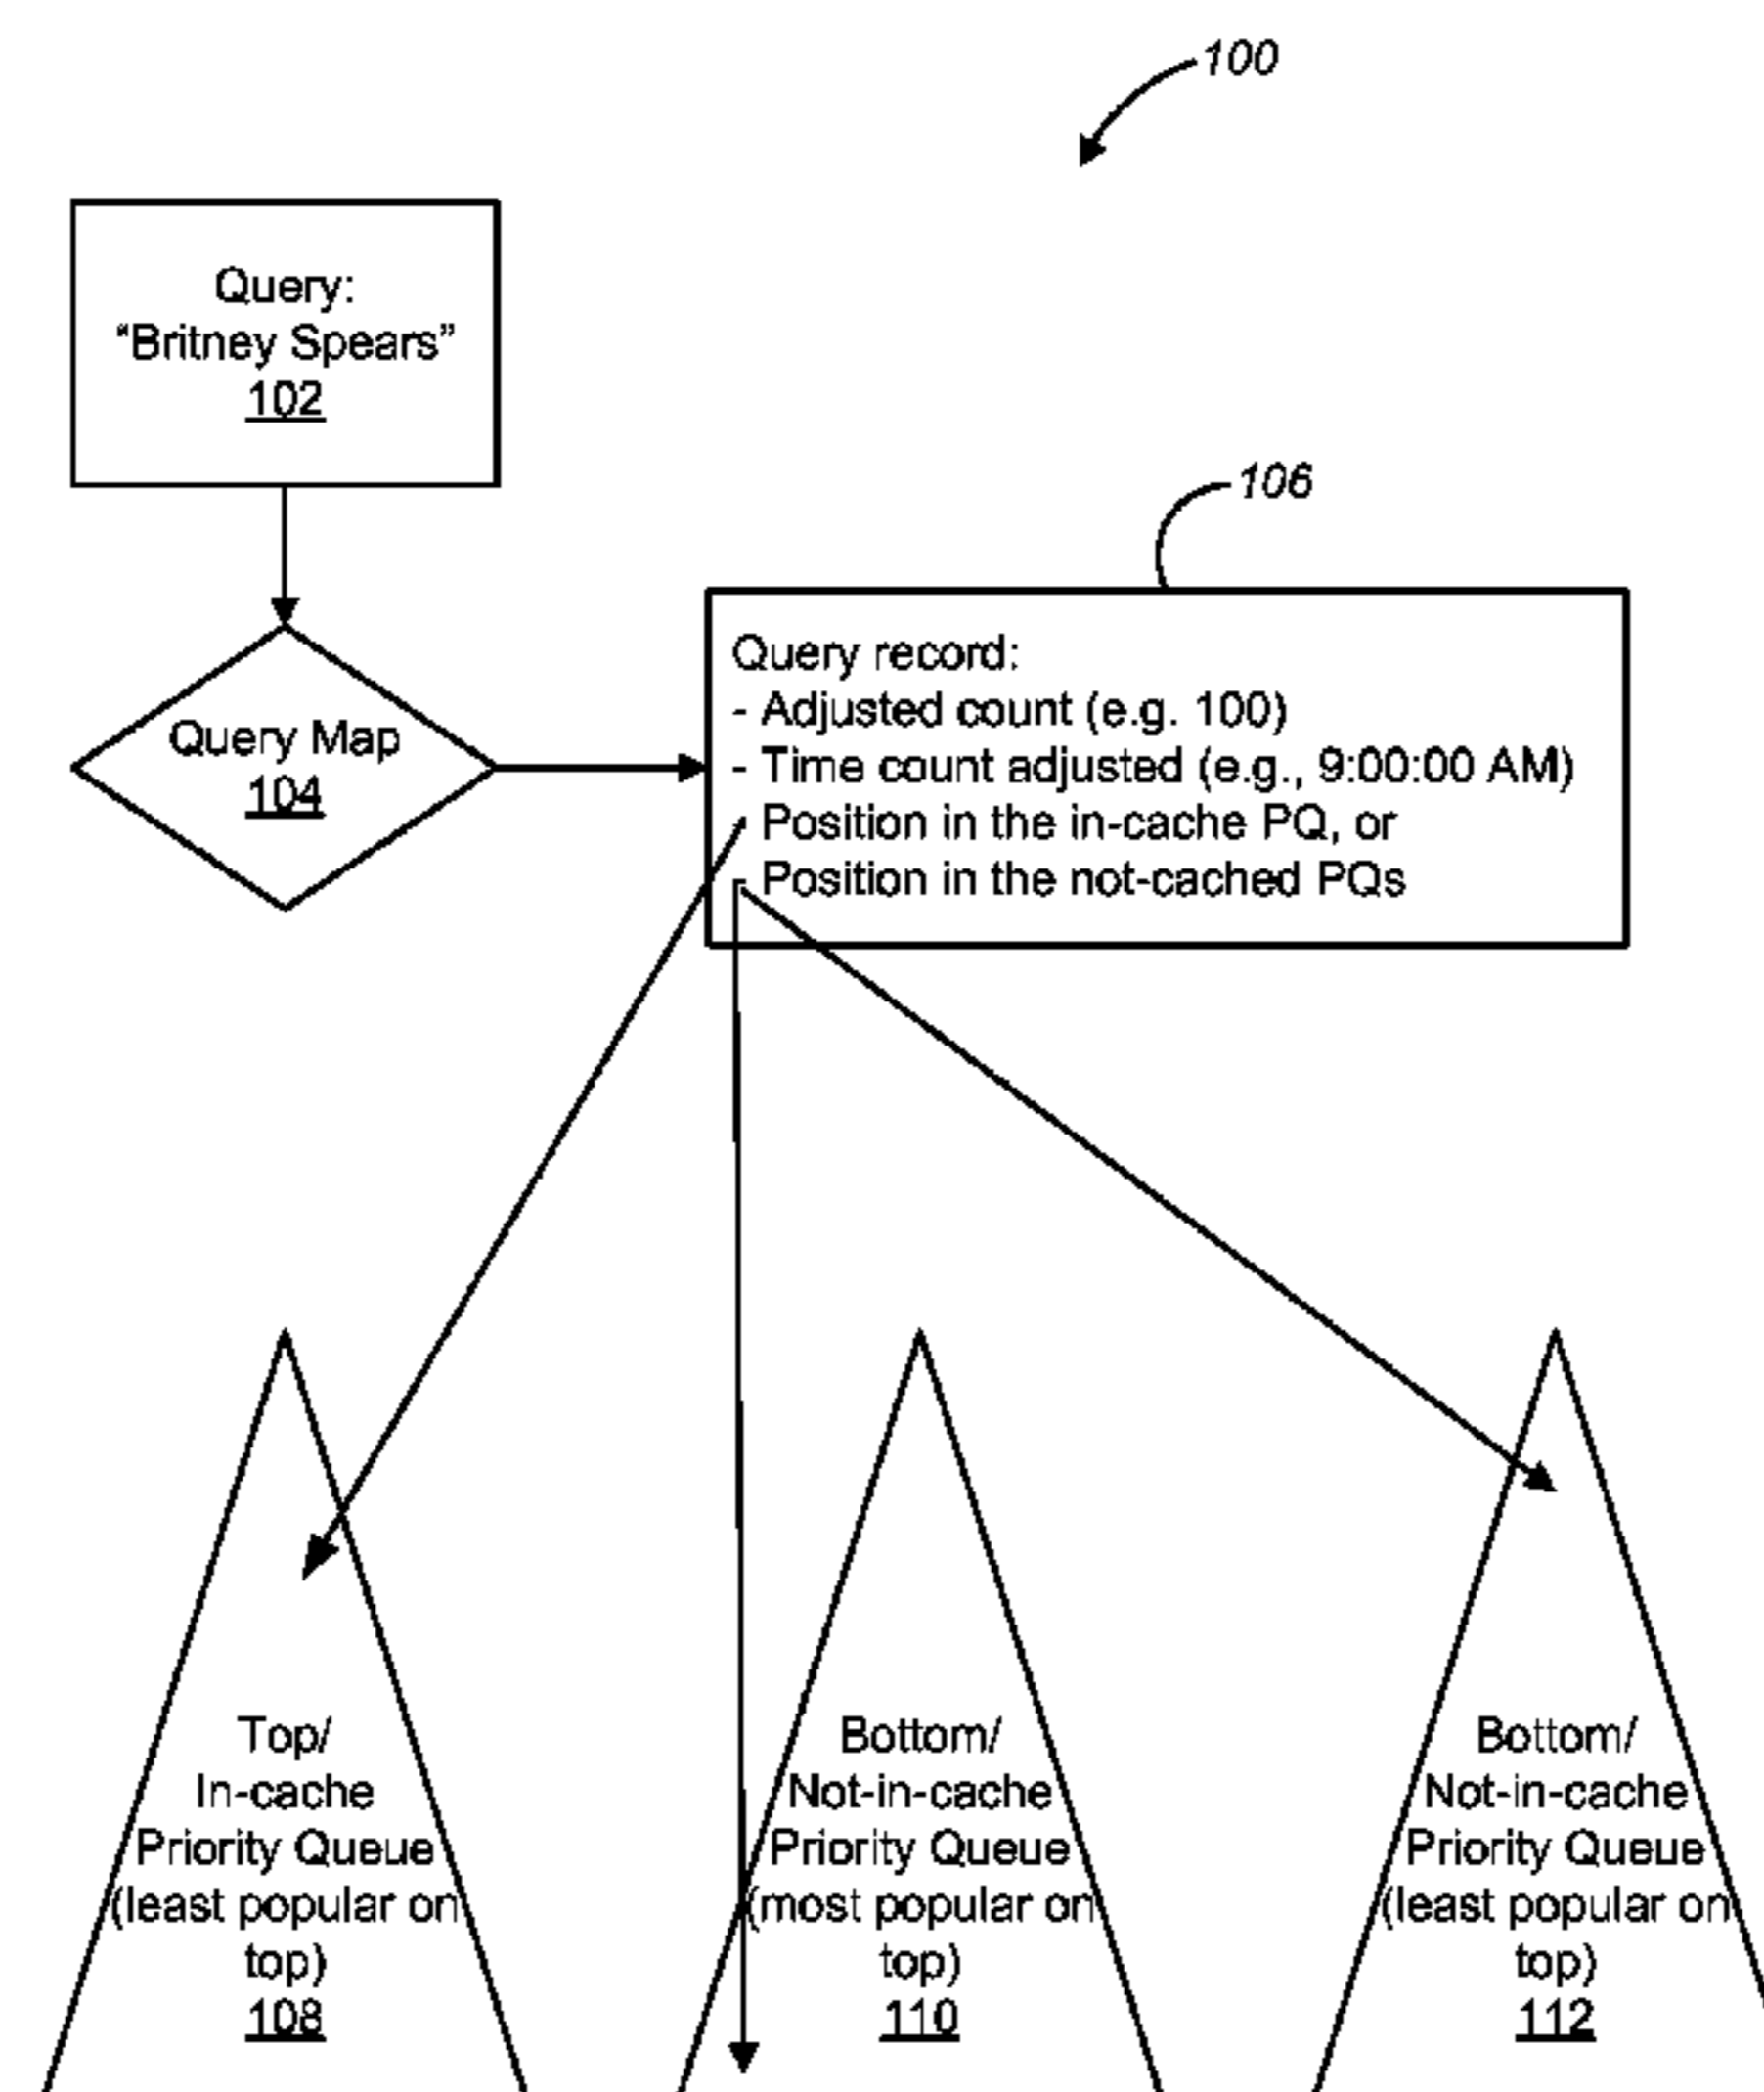 100
Query:
“Britney Spears”
102
106
Query record:
- Adjusted count (e.g. 100)
- Time count adjusted (e.g., 9:00:00 AM)
- Position in the in-cache PQ, or
- Position in the not-cached PQs
Query Map
104
Top/
In-cache
Priority Queue
(least popular on
top)
108
Bottom/
Not-in-cache
Priority Queue
(most popular on
top)
110
Bottom/
Not-in-cache
Priority Queue
(least popular on
top)
112